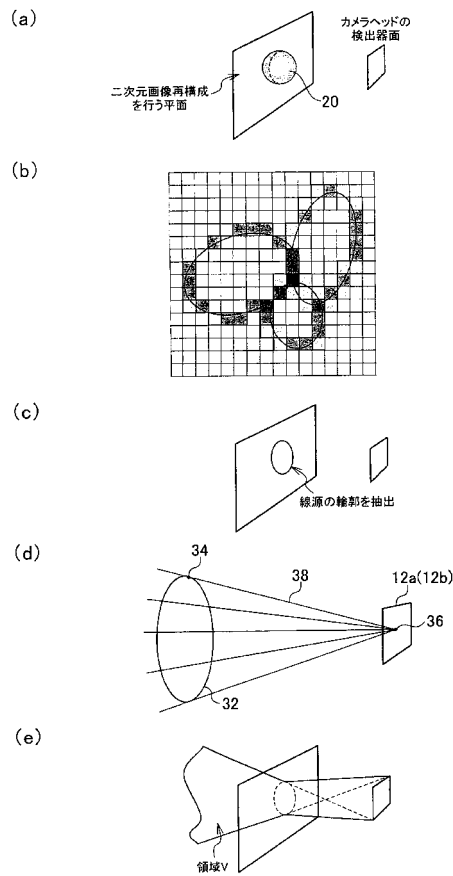 (a)
カメラヘッドの
検出器面
二次元画像再構成
を行う平面
20
(b)
(c)
線源の輪郭を抽出
(d)
34
38
12a(12b)
36
32
(e)
領域V